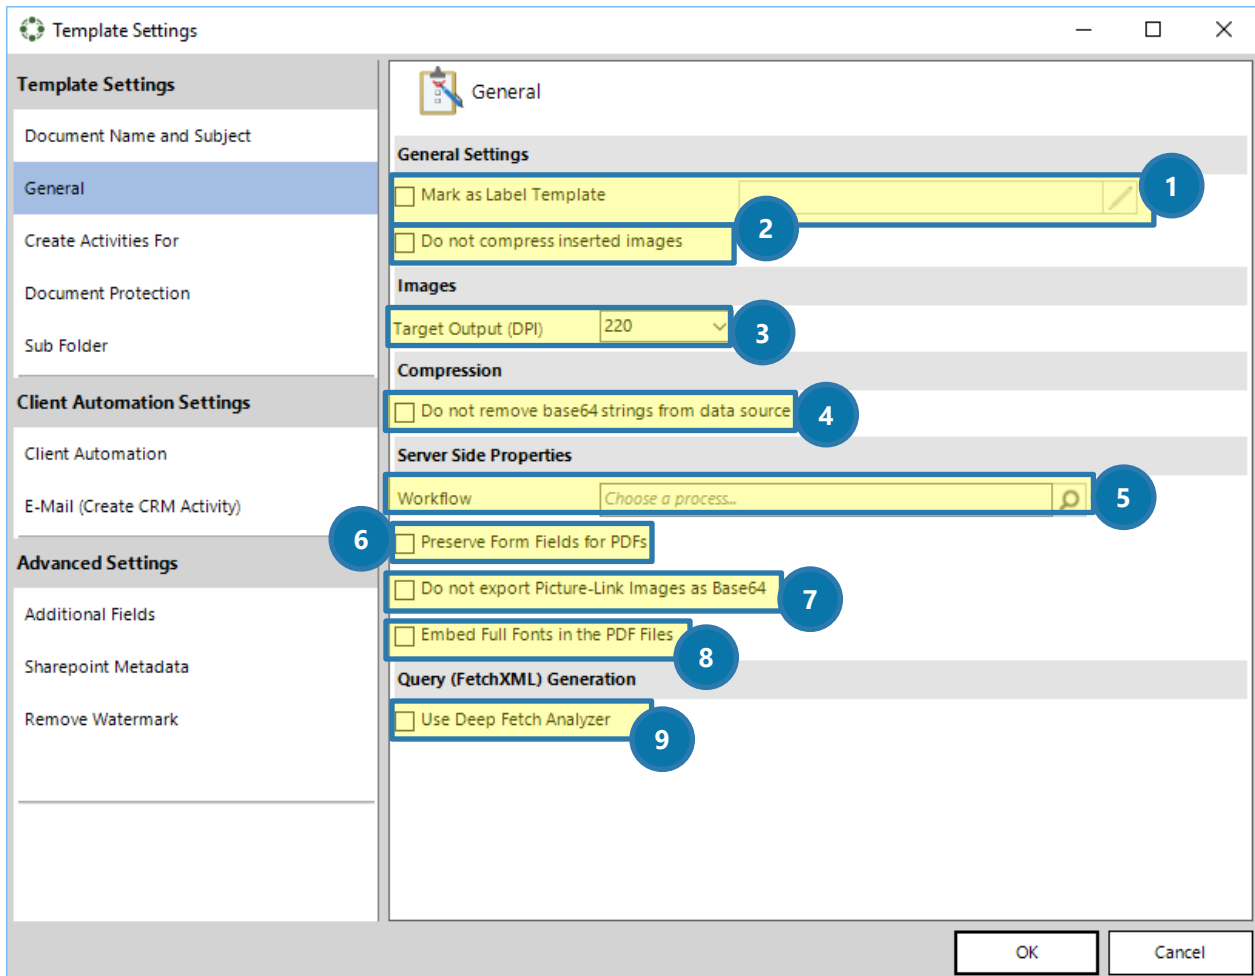 Template Settings
Template Settings
Document Name and Subject
General
Create Activities For
Document Protection
Sub Folder
Client Automation Settings
Client Automation
E-Mail (Create CRM Activity)
Advanced Settings
Additional Fields
Sharepoint Metadata
Remove Watermark
General
General Settings
Mark as Label Template
1
Do not compress inserted images
2
Images
Target Output (DPI) 220
3
Compression
Do not remove base64 strings from data source
4
Server Side Properties
Workflow Choose a process...
5
6
Preserve Form Fields for PDFs
Do not export Picture-Link Images as Base64
7
Embed Full Fonts in the PDF Files
8
Query (FetchXML) Generation
Use Deep Fetch Analyzer
9
OK Cancel